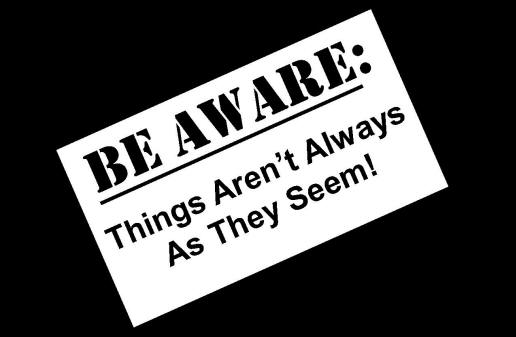 BE AWARE:
Things Aren't Always
As They Seem!